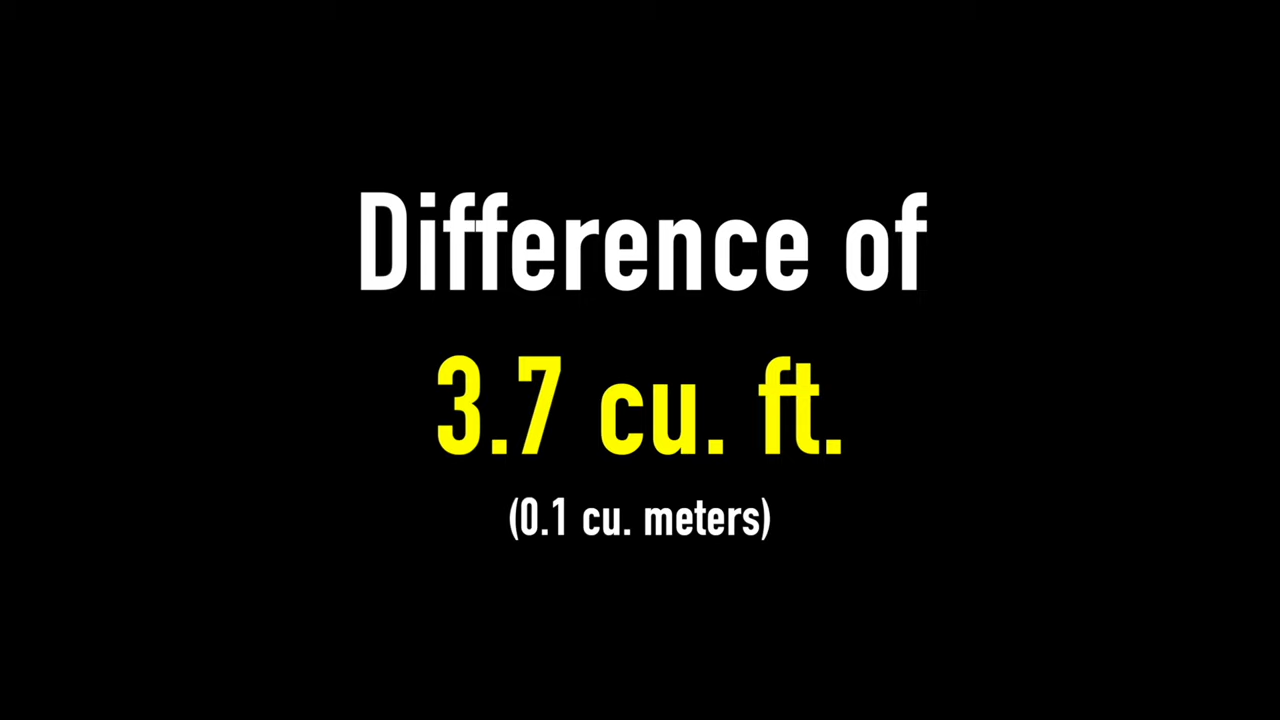 Difference of
3.7 cu. ft.
(0.1 cu. meters)